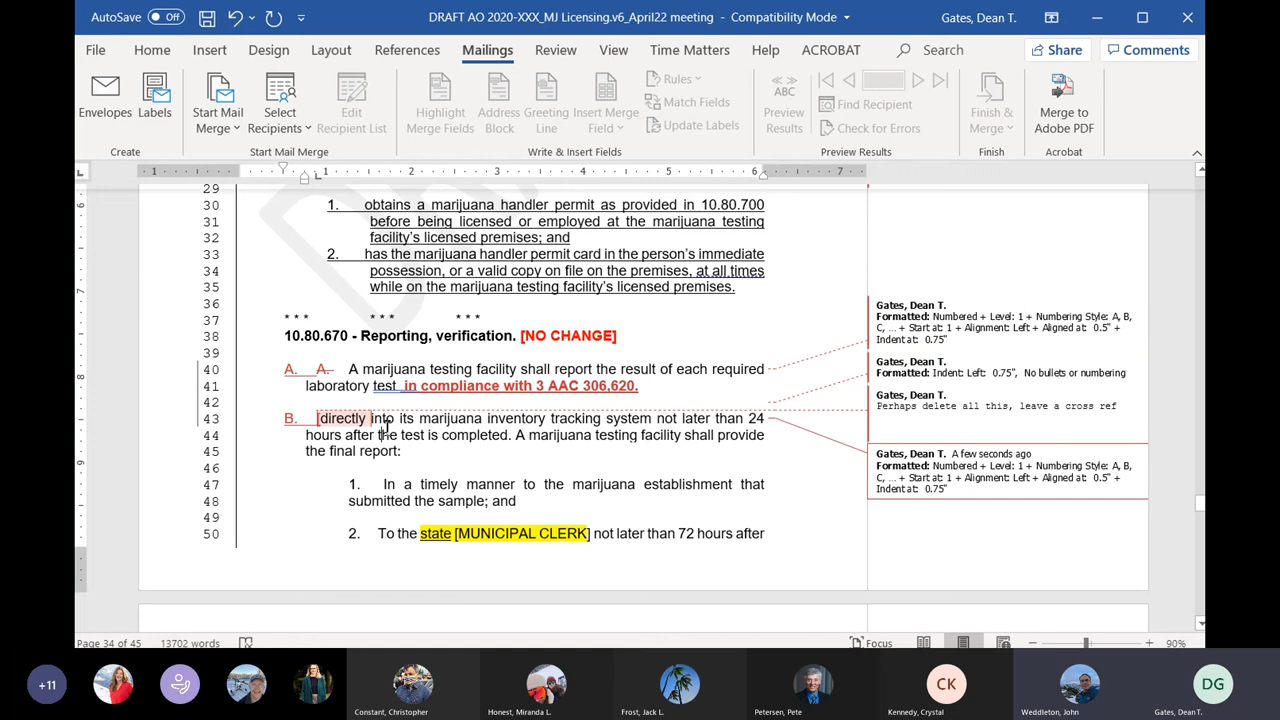 AutoSave Off DRAFT AO 2020-XXX_MJ Licensing.v6_April22 meeting - Compatibility Mode Gates, Dean T.
File Home Insert Design Layout References Mailings Review View Time Matters Help ACROBAT Search Share Comments
Envelopes Labels Start Mail Merge Select Recipients Edit Recipient List Highlight Merge Fields Address Block Greeting Line Insert Merge Field Rules Match Fields Update Labels ABC Preview Results Find Recipient Check for Errors Finish & Merge Merge to Adobe PDF
Create Start Mail Merge Write & Insert Fields Preview Results Finish Acrobat
1 1 2 3 4 5 6 7
29
30 1. obtains a marijuana handler permit as provided in 10.80.700
31 before being licensed or employed at the marijuana testing
32 facility's licensed premises; and
33 2. has the marijuana handler permit card in the person's immediate
34 possession, or a valid copy on file on the premises, at all times
35 while on the marijuana testing facility's licensed premises.
36
37 * * * * * * * * *
38 10.80.670 - Reporting, verification. [NO CHANGE]
39
40 A. A. A marijuana testing facility shall report the result of each required
41 laboratory test in compliance with 3 AAC 306,620.
42
43 B. [directly into its marijuana inventory tracking system not later than 24
44 hours after the test is completed. A marijuana testing facility shall provide
45 the final report:
46
47 1. In a timely manner to the marijuana establishment that
48 submitted the sample; and
49
50 2. To the state [MUNICIPAL CLERK] not later than 72 hours after
Gates, Dean T.
Formatted: Numbered + Level: 1 + Numbering Style: A, B,
C, ... + Start at: 1 + Alignment: Left + Aligned at: 0.5" +
Indent at: 0.75"
Gates, Dean T.
Formatted: Indent: Left: 0.75", No bullets or numbering
Gates, Dean T.
Perhaps delete all this, leave a cross ref
Gates, Dean T. A few seconds ago
Formatted: Numbered + Level: 1 + Numbering Style: A, B,
C, ... + Start at: 1 + Alignment: Left + Aligned at: 0.5" +
Indent at: 0.75"
Page 34 of 45 13702 words Focus 90%
+11 CK DG
Constant, Christopher Honest, Miranda L. Frost, Jack L. Petersen, Pete Kennedy, Crystal Weddleton, John Gates, Dean T.